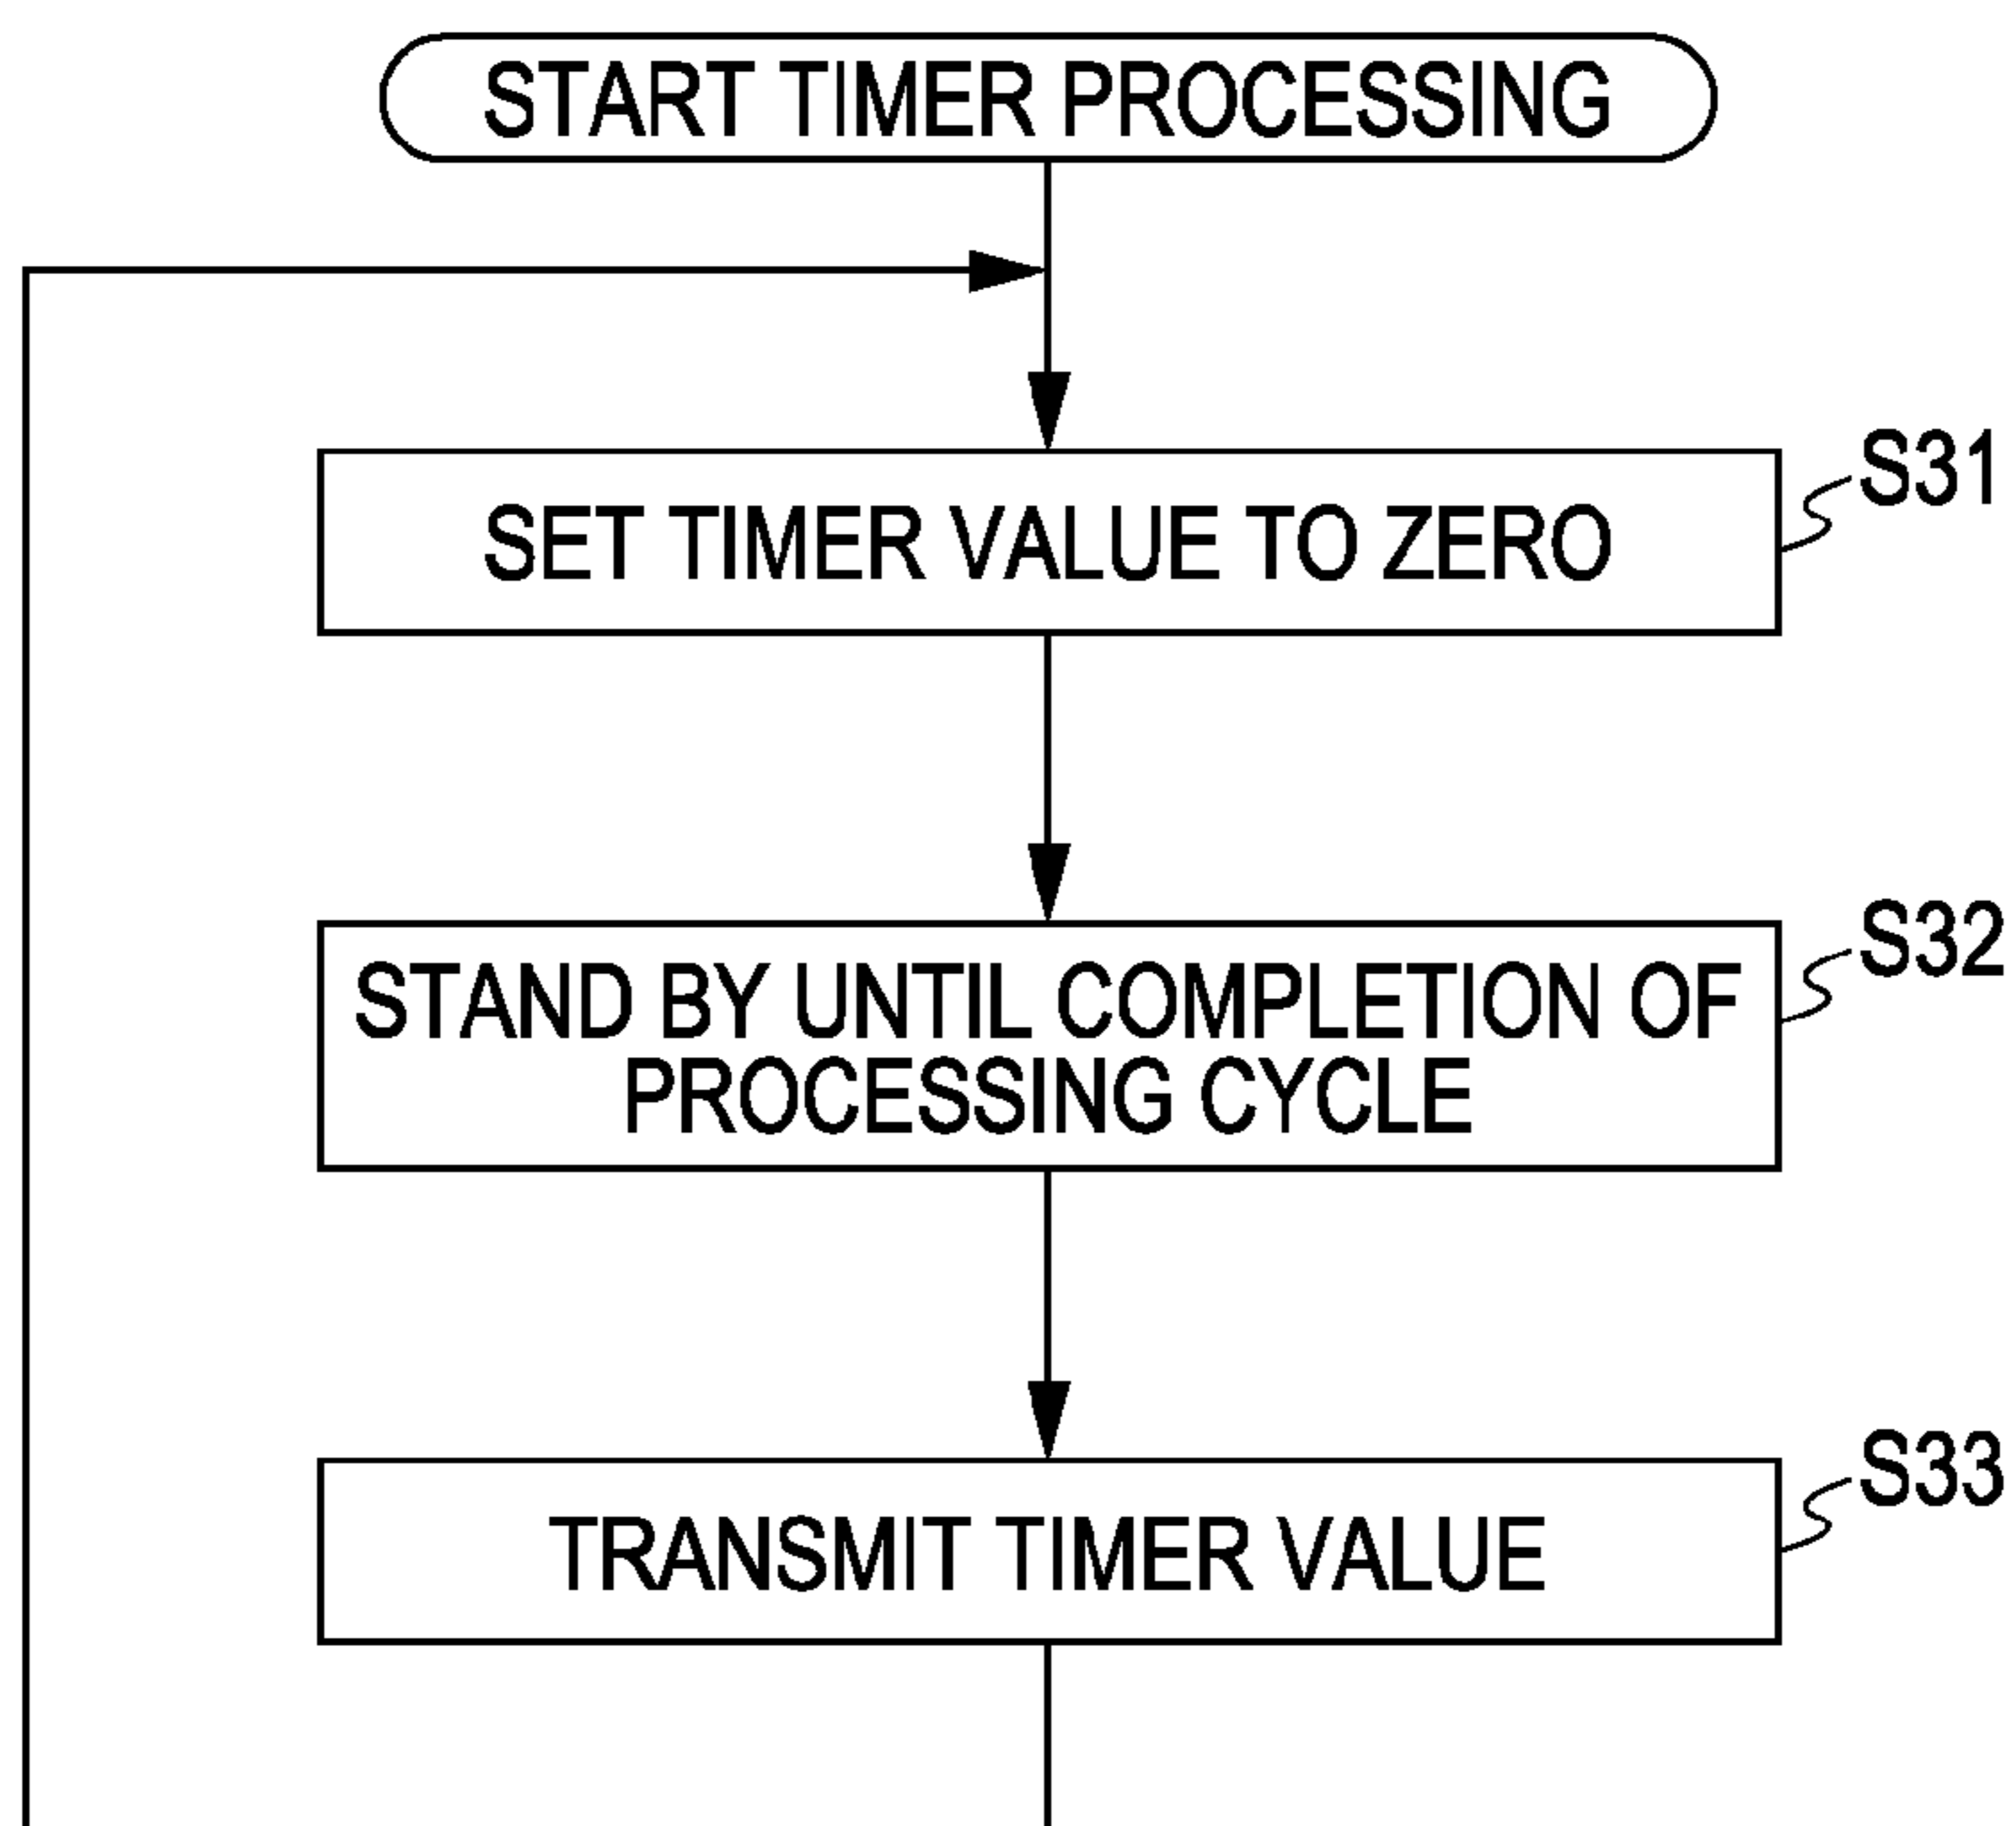 START TIMER PROCESSING
S31
SET TIMER VALUE TO ZERO
S32
STAND BY UNTIL COMPLETION OF
PROCESSING CYCLE
S33
TRANSMIT TIMER VALUE